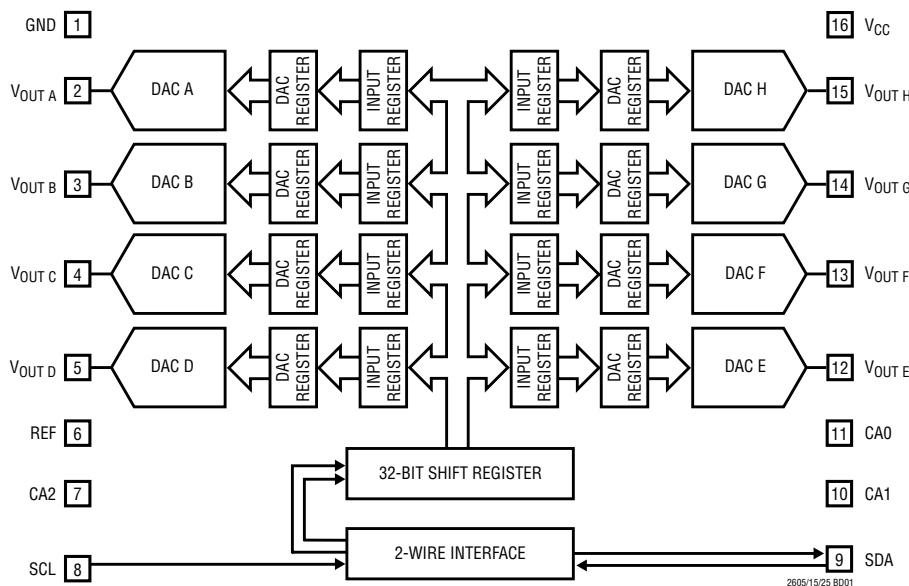 GND 1
16 VCC
VOUT A 2 DAC A DAC REGISTER INPUT REGISTER INPUT REGISTER DAC REGISTER DAC H 15 VOUT H
VOUT B 3 DAC B DAC REGISTER INPUT REGISTER INPUT REGISTER DAC REGISTER DAC G 14 VOUT G
VOUT C 4 DAC C DAC REGISTER INPUT REGISTER INPUT REGISTER DAC REGISTER DAC F 13 VOUT F
VOUT D 5 DAC D DAC REGISTER INPUT REGISTER INPUT REGISTER DAC REGISTER DAC E 12 VOUT E
REF 6
11 CA0
32-BIT SHIFT REGISTER
CA2 7
10 CA1
2-WIRE INTERFACE
SCL 8
9 SDA
2605/15/25 BD01